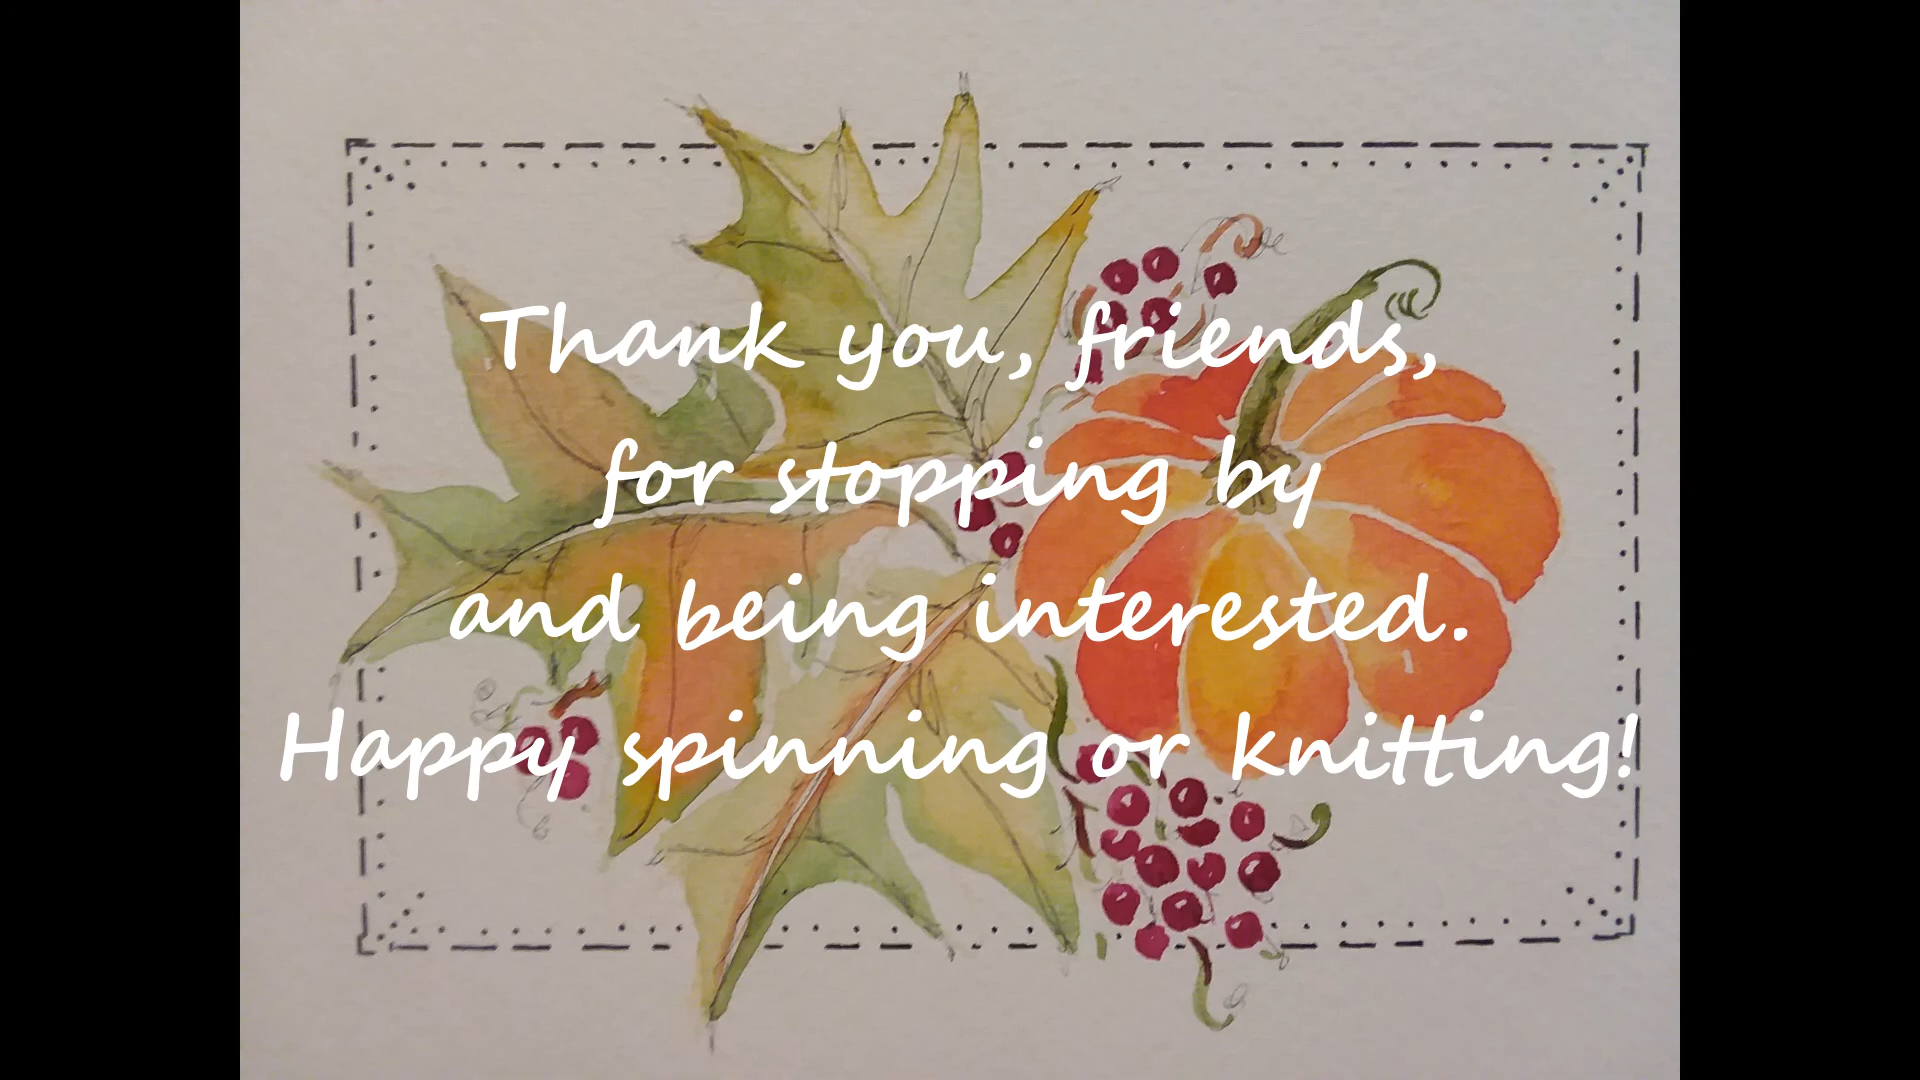 Thank you, friends,
for stopping by
and being interested.
Happy spinning or knitting!